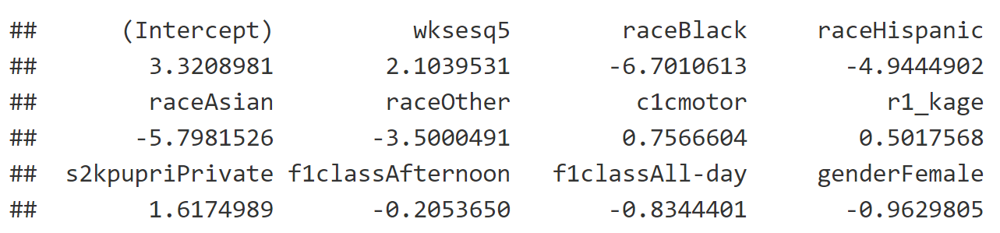 ##      (Intercept)          wksesq5        raceBlack     raceHispanic
##        3.3208981        2.1039531       -6.7010613       -4.9444902
##        raceAsian        raceOther         c1cmotor          r1_kage
##       -5.7981526       -3.5000491        0.7566604        0.5017568
##  s2kpupriPrivate f1classAfternoon   f1classAll-day     genderFemale
##        1.6174989       -0.2053650       -0.8344401       -0.9629805